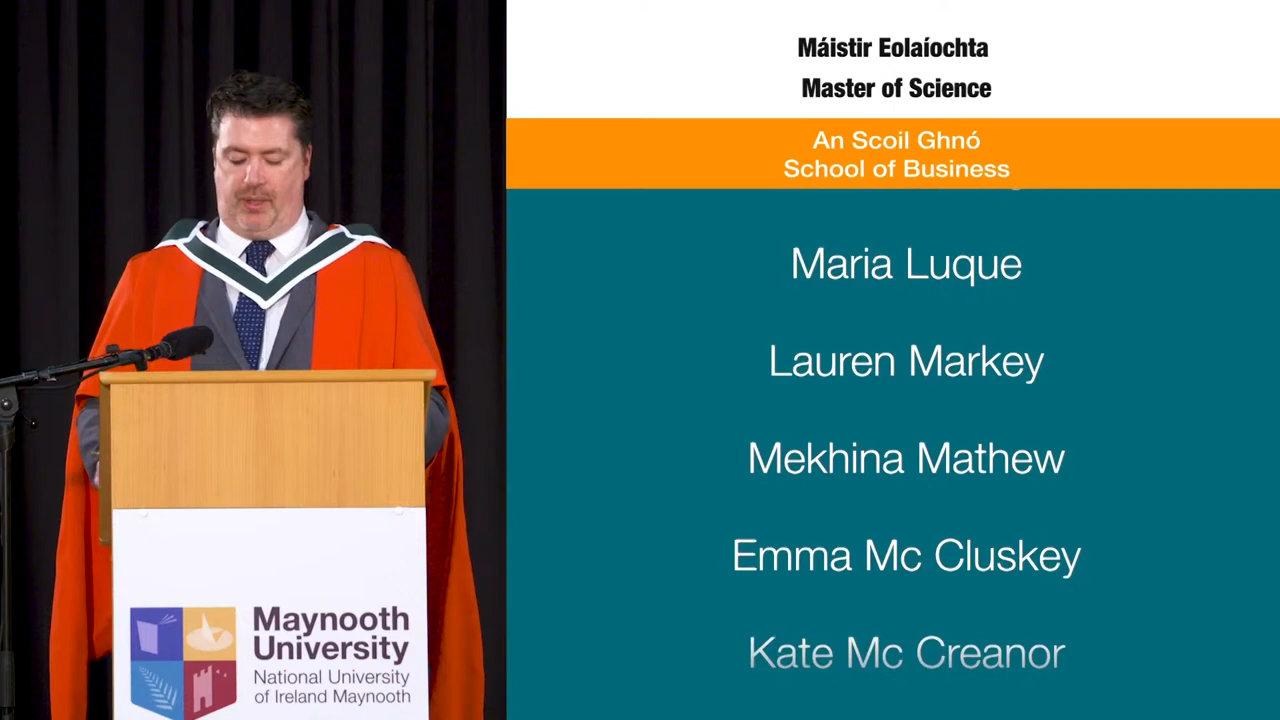 Máistir Eolaíochta
Master of Science
An Scoil Ghnó
School of Business
Maria Luque
Lauren Markey
Mekhina Mathew
Emma Mc Cluskey
Kate Mc Creanor
Maynooth
University
National University
of Ireland Maynooth